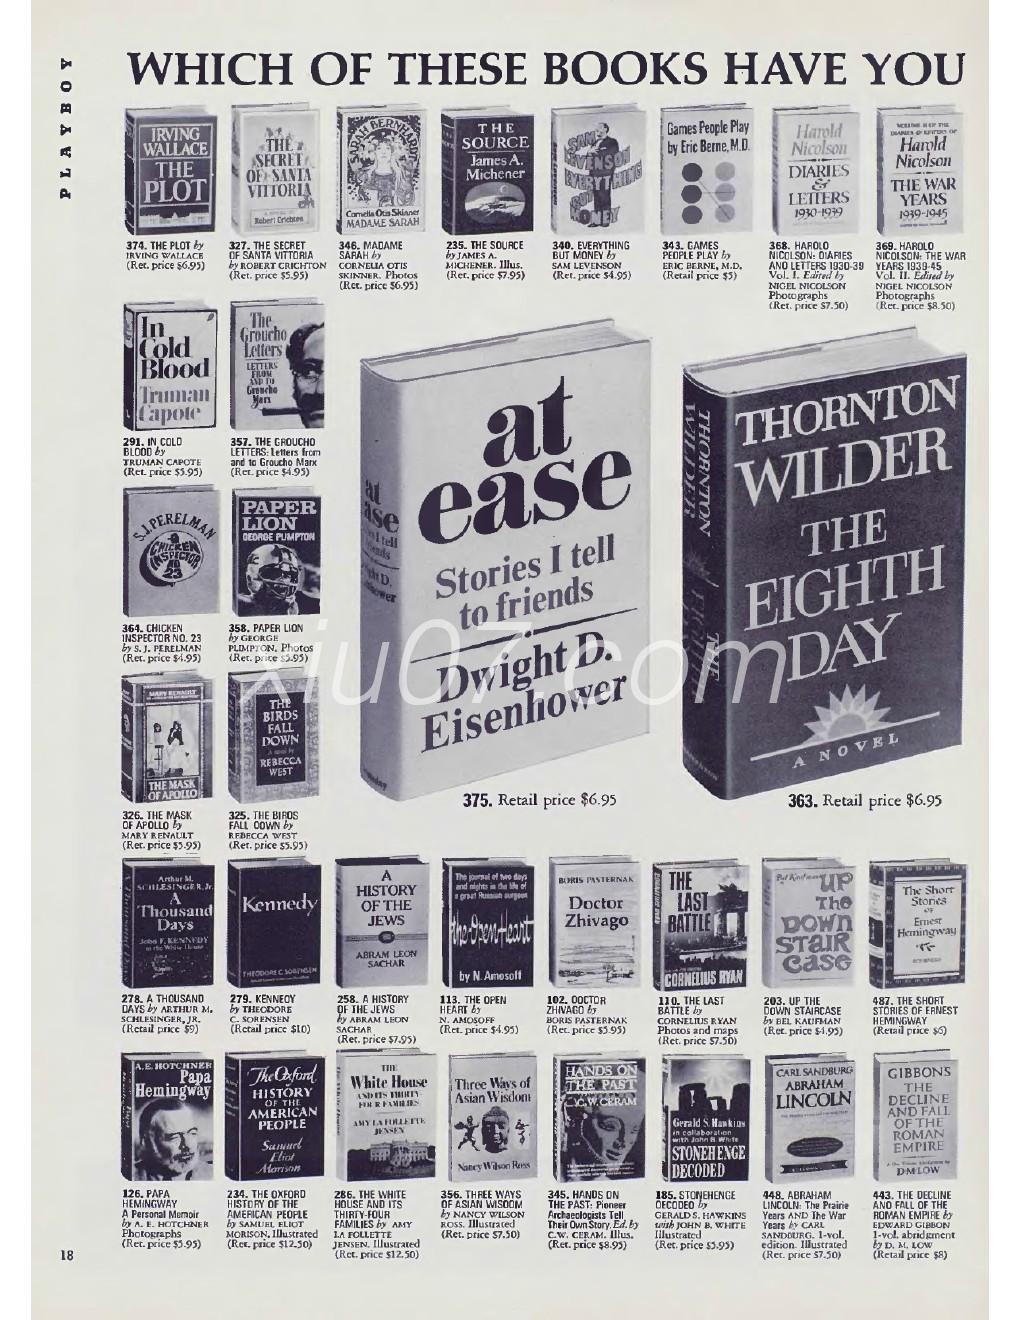 PLAYBOY
WHICH OF THESE BOOKS HAVE YOU
IRVING
WALLACE
THE
PLOT
THE
SECRET
OF SANTA
VITTORIA
Robert Crichton
SARAH BERNHARDT
Cornelia Otis Skinner
MADAME SARAH
THE
SOURCE
James A.
Michener
SAM
LEVENSON
EVERYTHING
BUT
MONEY
Games People Play
by Eric Berne, M.D.
Harold
Nicolson
DIARIES
&
LETTERS
1930-1939
Harold
Nicolson
THE WAR
YEARS
1939-1945
374. THE PLOT by
IRVING WALLACE
(Ret. price $6.95)
327. THE SECRET
OF SANTA VITTORIA
by ROBERT CRICHTON
(Ret. price $5.95)
346. MADAME
SARAH by
CORNELIA OTIS
SKINNER. Photos
(Ret. price $6.95)
235. THE SOURCE
by JAMES A.
MICHENER. Illus.
(Ret. price $7.95)
340. EVERYTHING
BUT MONEY by
SAM LEVENSON
(Ret. price $4.95)
343. GAMES
PEOPLE PLAY by
ERIC BERNE, M.D.
(Retail price $5)
368. HAROLD
NICOLSON: DIARIES
AND LETTERS 1930-39
Vol. I. Edited by
NIGEL NICOLSON
Photographs
(Ret. price $7.50)
369. HAROLD
NICOLSON: THE WAR
YEARS 1939-45
Vol. II. Edited by
NIGEL NICOLSON
Photographs
(Ret. price $8.50)
In
Cold
Blood
Truman
Capote
The
Groucho
Letters
LETTERS
FROM
AND TO
Groucho
Marx
291. IN COLD
BLOOD by
TRUMAN CAPOTE
(Ret. price $5.95)
357. THE GROUCHO
LETTERS: Letters from
and to Groucho Marx
(Ret. price $4.95)
S.J. PERELMAN
CHICKEN
INSPECTOR
NO.
23
PAPER
LION
GEORGE PLIMPTON
364. CHICKEN
INSPECTOR NO. 23
by S. J. PERELMAN
(Ret. price $4.95)
358. PAPER LION
by GEORGE
PLIMPTON. Photos
(Ret. price $5.95)
at
ease
Stories I tell
to friends
Dwight D.
Eisenhower
375. Retail price $6.95
THORNTON
WILDER
THORNTON
WILDER
THE
EIGHTH
DAY
A NOVEL
363. Retail price $6.95
xiu07.com
MARY RENAULT
THE MASK
OF APOLLO
THE
BIRDS
FALL
DOWN
REBECCA
WEST
326. THE MASK
OF APOLLO by
MARY RENAULT
(Ret. price $5.95)
325. THE BIRDS
FALL DOWN by
REBECCA WEST
(Ret. price $5.95)
Arthur M.
SCHLESINGER, Jr.
A
Thousand
Days
John F. KENNEDY
in the White House
Kennedy
THEODORE C. SORENSEN
A
HISTORY
OF THE
JEWS
ABRAM LEON
SACHAR
The journal of two days
and nights in the life of
a great Russian surgeon
the Open Heart
by N. Amosoff
BORIS PASTERNAK
Doctor
Zhivago
THE
LAST
BATTLE
CORNELIUS RYAN
Bel Kaufman
UP
THE
DOWN
STAIR
CASE
The Short
Stories
OF
Ernest
Hemingway
278. A THOUSAND
DAYS by ARTHUR M.
SCHLESINGER, JR.
(Retail price $9)
279. KENNEDY
by THEODORE
C. SORENSEN
(Retail price $10)
258. A HISTORY
OF THE JEWS
by ABRAM LEON
SACHAR
(Ret. price $7.95)
113. THE OPEN
HEART by
N. AMOSOFF
(Ret. price $4.95)
102. DOCTOR
ZHIVAGO by
BORIS PASTERNAK
(Ret. price $5.95)
110. THE LAST
BATTLE by
CORNELIUS RYAN
Photos and maps
(Ret. price $7.50)
203. UP THE
DOWN STAIRCASE
by BEL KAUFMAN
(Ret. price $4.95)
487. THE SHORT
STORIES OF ERNEST
HEMINGWAY
(Retail price $6)
A.E. HOTCHNER
Papa
Hemingway
The Oxford
HISTORY
OF THE
AMERICAN
PEOPLE
Samuel
Eliot
Morison
THE
White House
AND ITS THIRTY-
FOUR FAMILIES
AMY LA FOLLETTE
JENSEN
Three Ways of
Asian Wisdom
Nancy Wilson Ross
HANDS ON
THE PAST
C.W. CERAM
Gerald S. Hawkins
in collaboration
with John B. White
STONEHENGE
DECODED
CARL SANDBURG
ABRAHAM
LINCOLN
GIBBONS
THE
DECLINE
AND FALL
OF THE
ROMAN
EMPIRE
DM LOW
126. PAPA
HEMINGWAY
A Personal Memoir
by A. E. HOTCHNER
Photographs
(Ret. price $5.95)
234. THE OXFORD
HISTORY OF THE
AMERICAN PEOPLE
by SAMUEL ELIOT
MORISON. Illustrated
(Ret. price $12.50)
286. THE WHITE
HOUSE AND ITS
THIRTY-FOUR
FAMILIES by AMY
LA FOLLETTE
JENSEN. Illustrated
(Ret. price $12.50)
356. THREE WAYS
OF ASIAN WISDOM
by NANCY WILSON
ROSS. Illustrated
(Ret. price $7.50)
345. HANDS ON
THE PAST: Pioneer
Archaeologists Tell
Their Own Story. Ed. by
C.W. CERAM. Illus.
(Ret. price $8.95)
185. STONEHENGE
DECODED by
GERALD S. HAWKINS
with JOHN B. WHITE
Illustrated
(Ret. price $5.95)
448. ABRAHAM
LINCOLN: The Prairie
Years AND The War
Years by CARL
SANDBURG. 1-vol.
edition. Illustrated
(Ret. price $7.50)
443. THE DECLINE
AND FALL OF THE
ROMAN EMPIRE by
EDWARD GIBBON
1-vol. abridgment
by D. M. LOW
(Retail price $8)
18